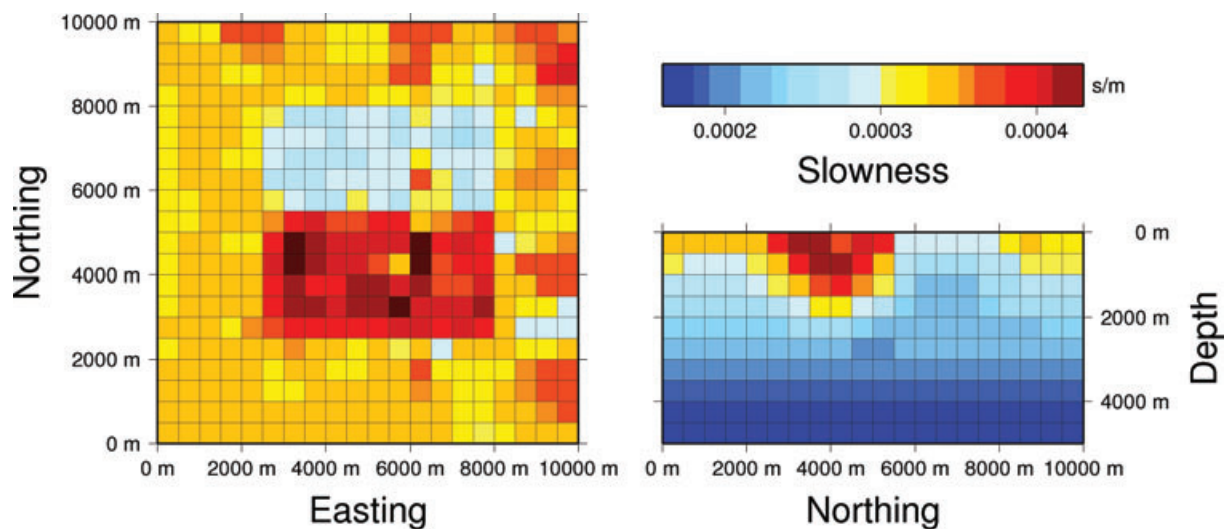 10000 m
8000 m
6000 m
4000 m
2000 m
0 m
Northing
0 m 2000 m 4000 m 6000 m 8000 m 10000 m
Easting
s/m
0.0002 0.0003 0.0004
Slowness
0 m
2000 m
4000 m
Depth
0 m 2000 m 4000 m 6000 m 8000 m 10000 m
Northing